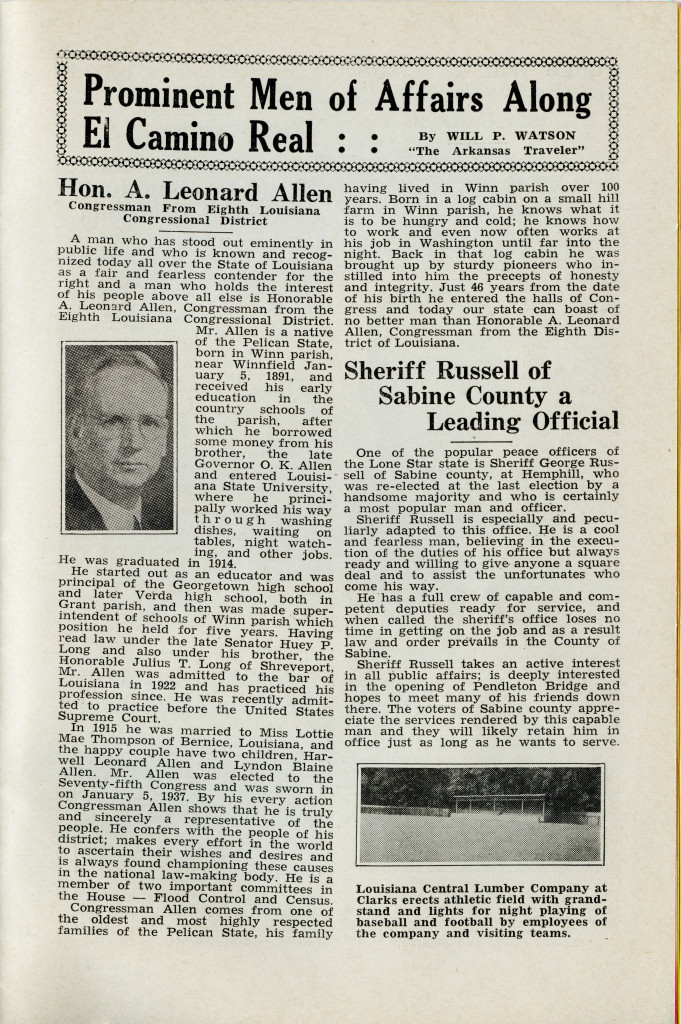 Prominent Men of Affairs Along
El Camino Real : :
By WILL P. WATSON
"The Arkansas Traveler"
Hon. A. Leonard Allen
Congressman From Eighth Louisiana
Congressional District
A man who has stood out eminently in
public life and who is known and recog-
nized today all over the State of Louisiana
as a fair and fearless contender for the
right and a man who holds the interest
of his people above all else is Honorable
A. Leonard Allen, Congressman from the
Eighth Louisiana Congressional District.
Mr. Allen is a native
of the Pelican State,
born in Winn parish,
near Winnfield Jan-
uary 5, 1891, and
received his early
education in the
country schools of
the parish, after
which he borrowed
some money from his
brother, the late
Governor O. K. Allen
and entered Louisi-
ana State University,
where he princi-
pally worked his way
through washing
dishes, waiting on
tables, night watch-
ing, and other jobs.
He was graduated in 1914.
He started out as an educator and was
principal of the Georgetown high school
and later Verda high school, both in
Grant parish, and then was made super-
intendent of schools of Winn parish which
position he held for five years. Having
read law under the late Senator Huey P.
Long and also under his brother, the
Honorable Julius T. Long of Shreveport,
Mr. Allen was admitted to the bar of
Louisiana in 1922 and has practiced his
profession since. He was recently admit-
ted to practice before the United States
Supreme Court.
In 1915 he was married to Miss Lottie
Mae Thompson of Bernice, Louisiana, and
the happy couple have two children, Har-
well Leonard Allen and Lyndon Blaine
Allen. Mr. Allen was elected to the
Seventy-fifth Congress and was sworn in
on January 5, 1937. By his every action
Congressman Allen shows that he is truly
and sincerely a representative of the
people. He confers with the people of his
district; makes every effort in the world
to ascertain their wishes and desires and
is always found championing these causes
in the national law-making body. He is a
member of two important committees in
the House — Flood Control and Census.
Congressman Allen comes from one of
the oldest and most highly respected
families of the Pelican State, his family
having lived in Winn parish over 100
years. Born in a log cabin on a small hill
farm in Winn parish, he knows what it
is to be hungry and cold; he knows how
to work and even now often works at
his job in Washington until far into the
night. Back in that log cabin he was
brought up by sturdy pioneers who in-
stilled into him the precepts of honesty
and integrity. Just 46 years from the date
of his birth he entered the halls of Con-
gress and today our state can boast of
no better man than Honorable A. Leonard
Allen, Congressman from the Eighth Dis-
trict of Louisiana.
Sheriff Russell of
Sabine County a
Leading Official
One of the popular peace officers of
the Lone Star state is Sheriff George Rus-
sell of Sabine county, at Hemphill, who
was re-elected at the last election by a
handsome majority and who is certainly
a most popular man and officer.
Sheriff Russell is especially and pecu-
liarly adapted to this office. He is a cool
and fearless man, believing in the execu-
tion of the duties of his office but always
ready and willing to give anyone a square
deal and to assist the unfortunates who
come his way.
He has a full crew of capable and com-
petent deputies ready for service, and
when called the sheriff's office loses no
time in getting on the job and as a result
law and order prevails in the County of
Sabine.
Sheriff Russell takes an active interest
in all public affairs; is deeply interested
in the opening of Pendleton Bridge and
hopes to meet many of his friends down
there. The voters of Sabine county appre-
ciate the services rendered by this capable
man and they will likely retain him in
office just as long as he wants to serve.
Louisiana Central Lumber Company at
Clarks erects athletic field with grand-
stand and lights for night playing of
baseball and football by employees of
the company and visiting teams.